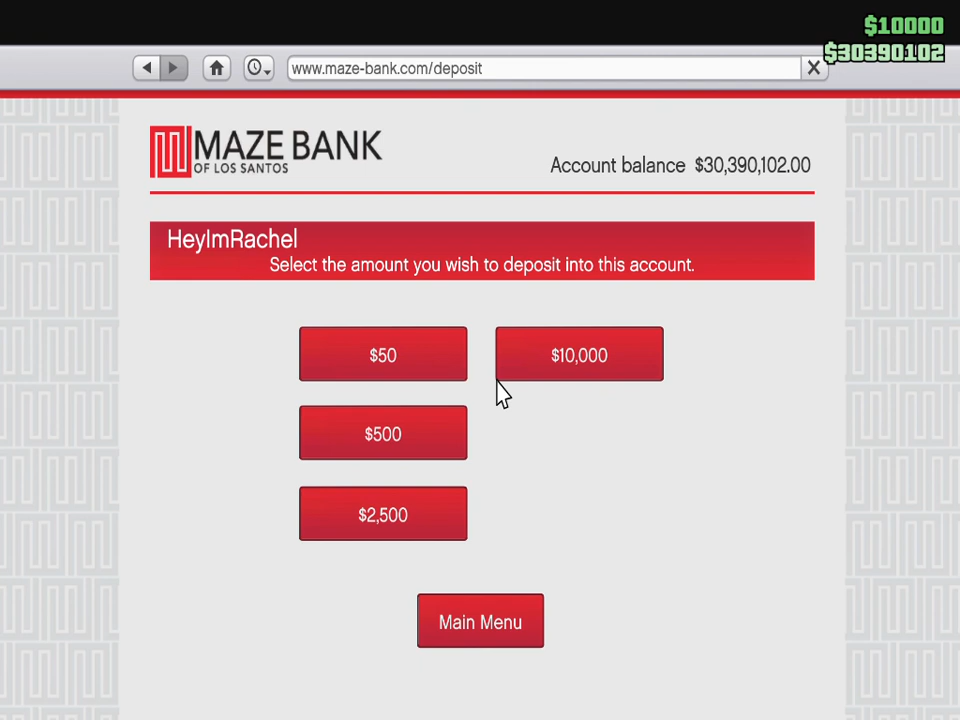 $10000
$30390102
www.maze-bank.com/deposit
MAZE BANK
OF LOS SANTOS
Account balance $30,390,102.00
HeyImRachel
Select the amount you wish to deposit into this account.
$50
$10,000
$500
$2,500
Main Menu